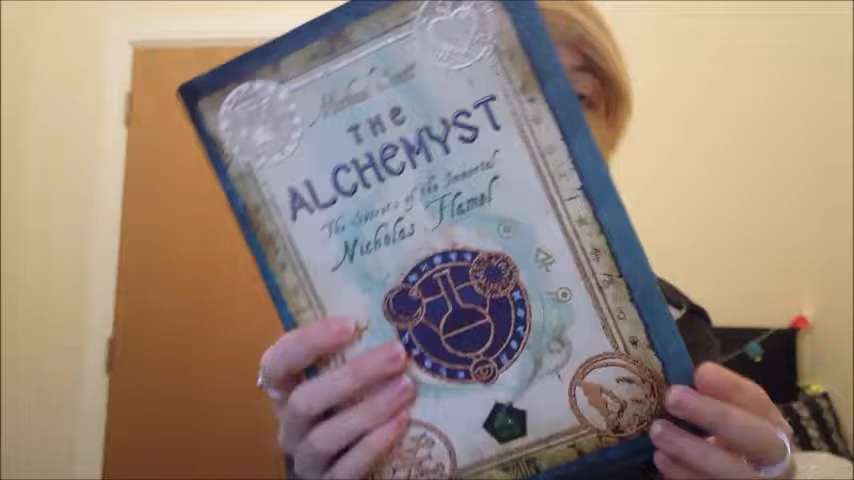 Michael Scott
THE
ALCHEMYST
The Secrets of the Immortal
Nicholas Flamel